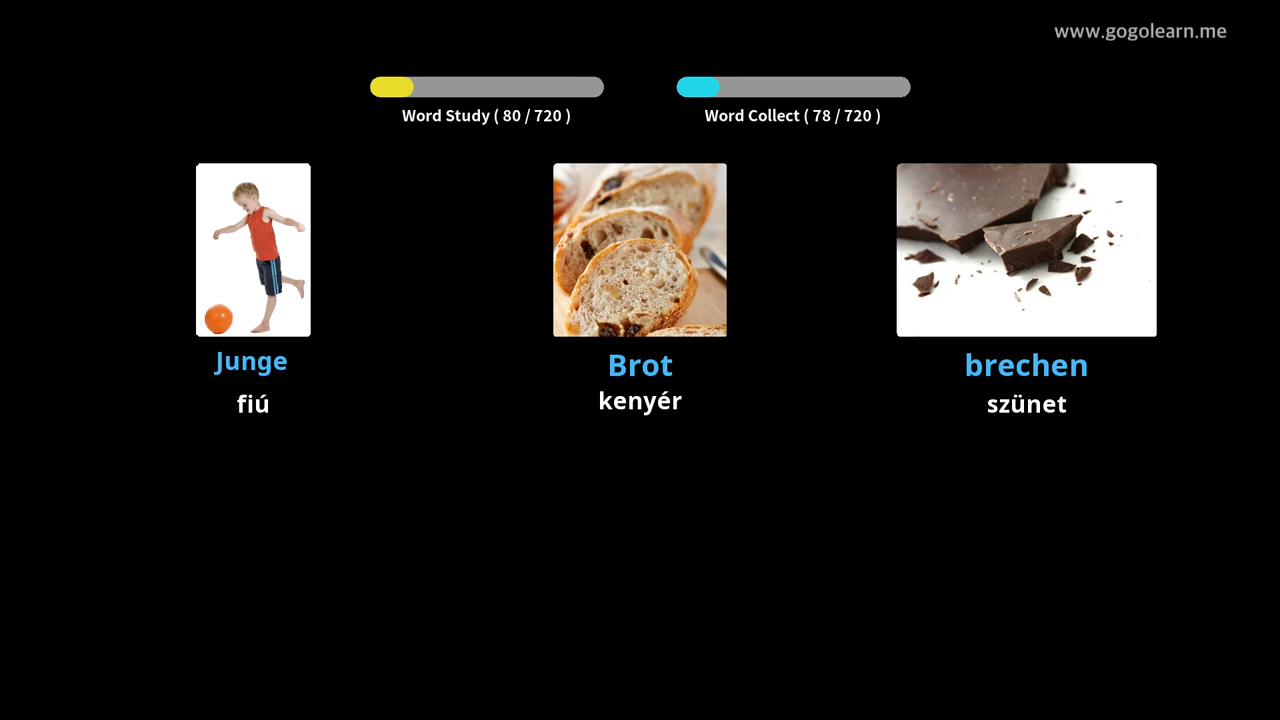 www.gogolearn.me
Word Study ( 80 / 720 )
Word Collect ( 78 / 720 )
Junge
fiú
Brot
kenyér
brechen
szünet